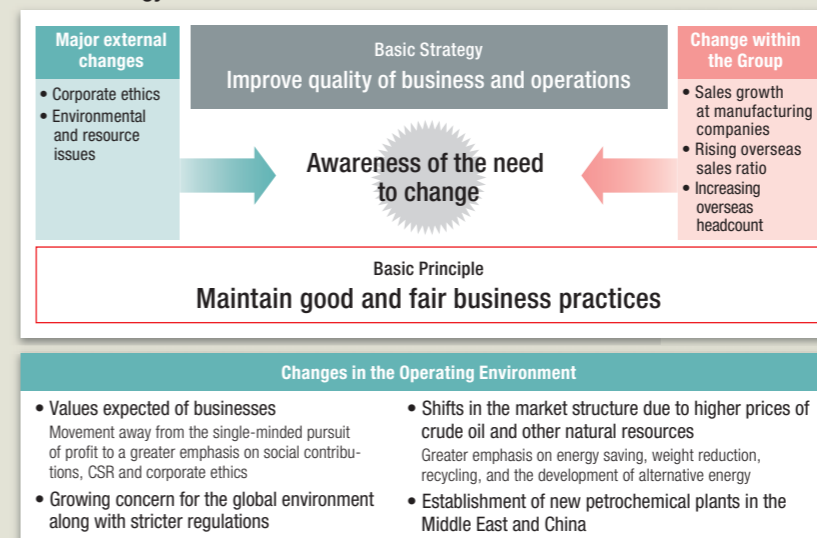 Major external
changes
• Corporate ethics
• Environmental
and resource
issues
Basic Strategy
Improve quality of business and operations
Awareness of the need
to change
Change within
the Group
• Sales growth
at manufacturing
companies
• Rising overseas
sales ratio
• Increasing
overseas
headcount
Basic Principle
Maintain good and fair business practices
Changes in the Operating Environment
• Values expected of businesses
Movement away from the single-minded pursuit
of profit to a greater emphasis on social contribu-
tions, CSR and corporate ethics
• Growing concern for the global environment
along with stricter regulations
• Shifts in the market structure due to higher prices of
crude oil and other natural resources
Greater emphasis on energy saving, weight reduction,
recycling, and the development of alternative energy
• Establishment of new petrochemical plants in the
Middle East and China